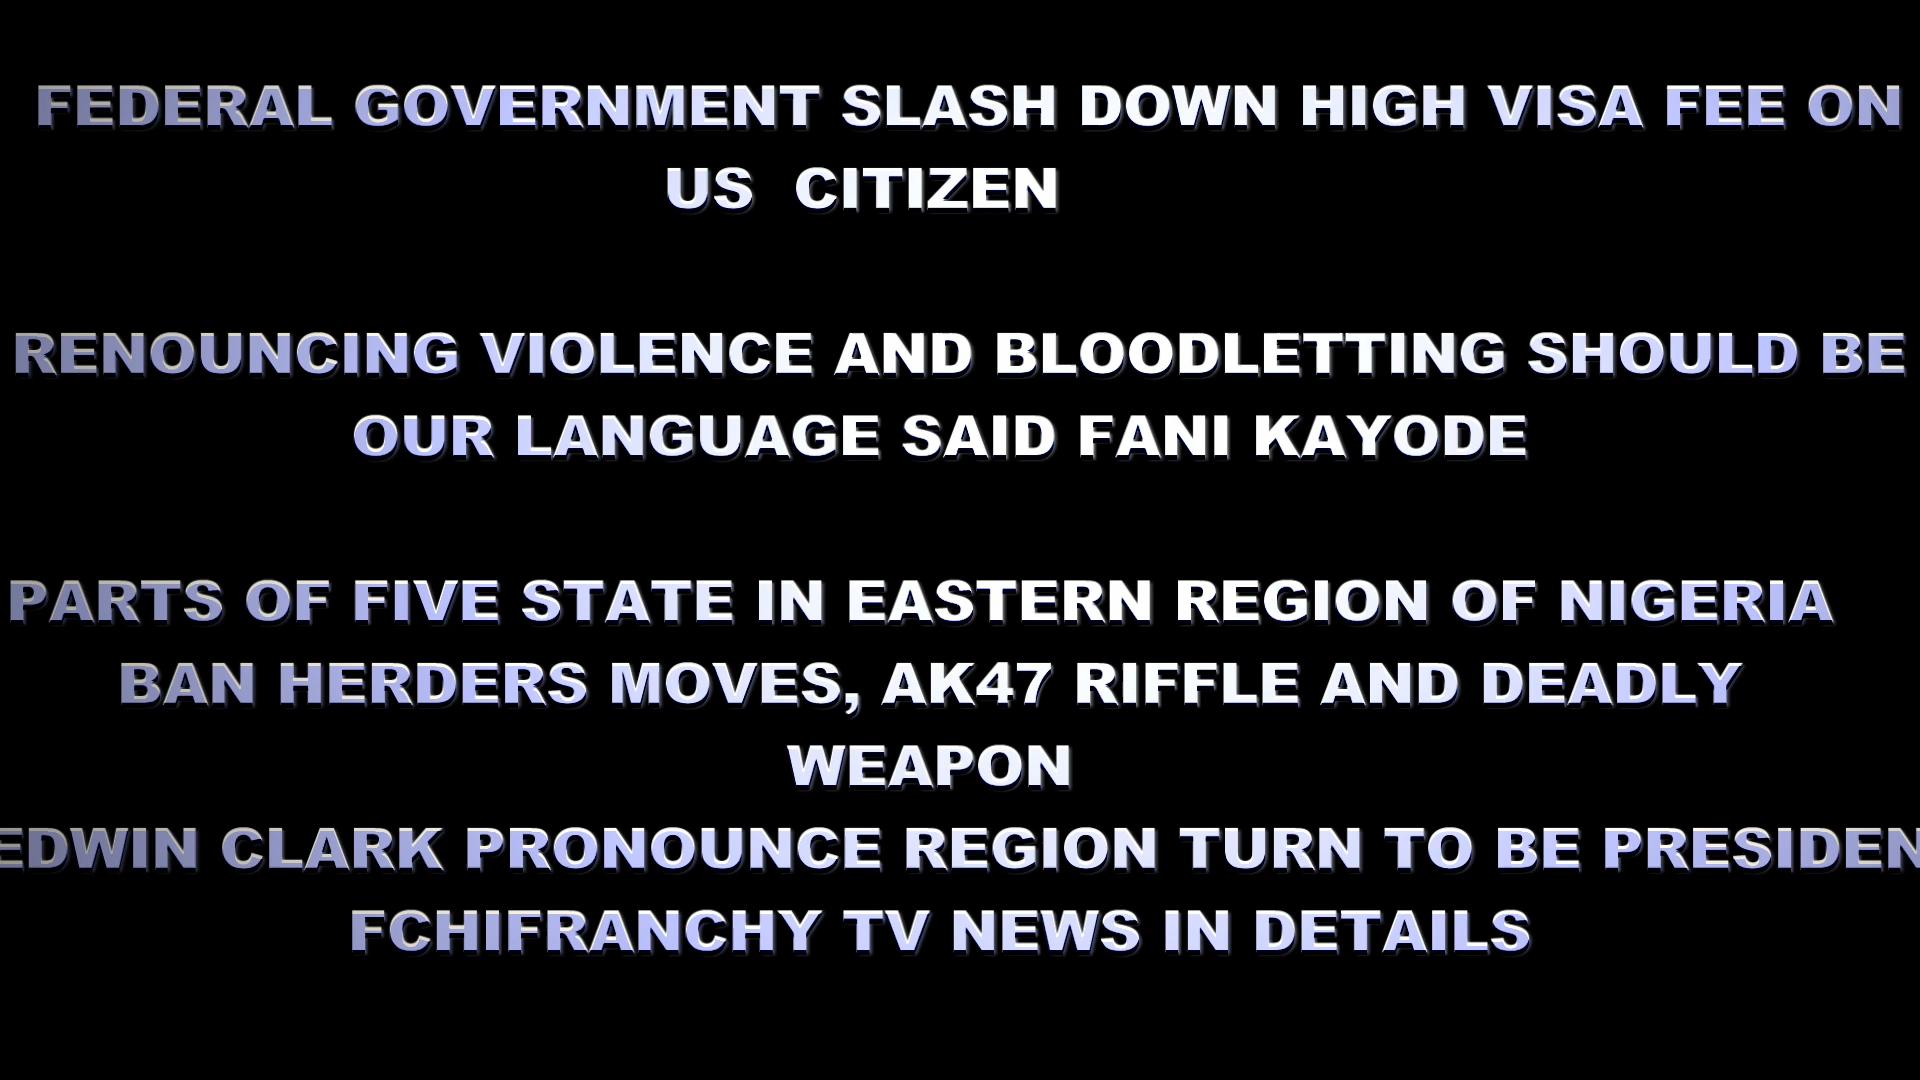 FEDERAL GOVERNMENT SLASH DOWN HIGH VISA FEE ON
US CITIZEN
RENOUNCING VIOLENCE AND BLOODLETTING SHOULD BE
OUR LANGUAGE SAID FANI KAYODE
PARTS OF FIVE STATE IN EASTERN REGION OF NIGERIA
BAN HERDERS MOVES, AK47 RIFFLE AND DEADLY
WEAPON
EDWIN CLARK PRONOUNCE REGION TURN TO BE PRESIDEN
FCHIFRANCHY TV NEWS IN DETAILS